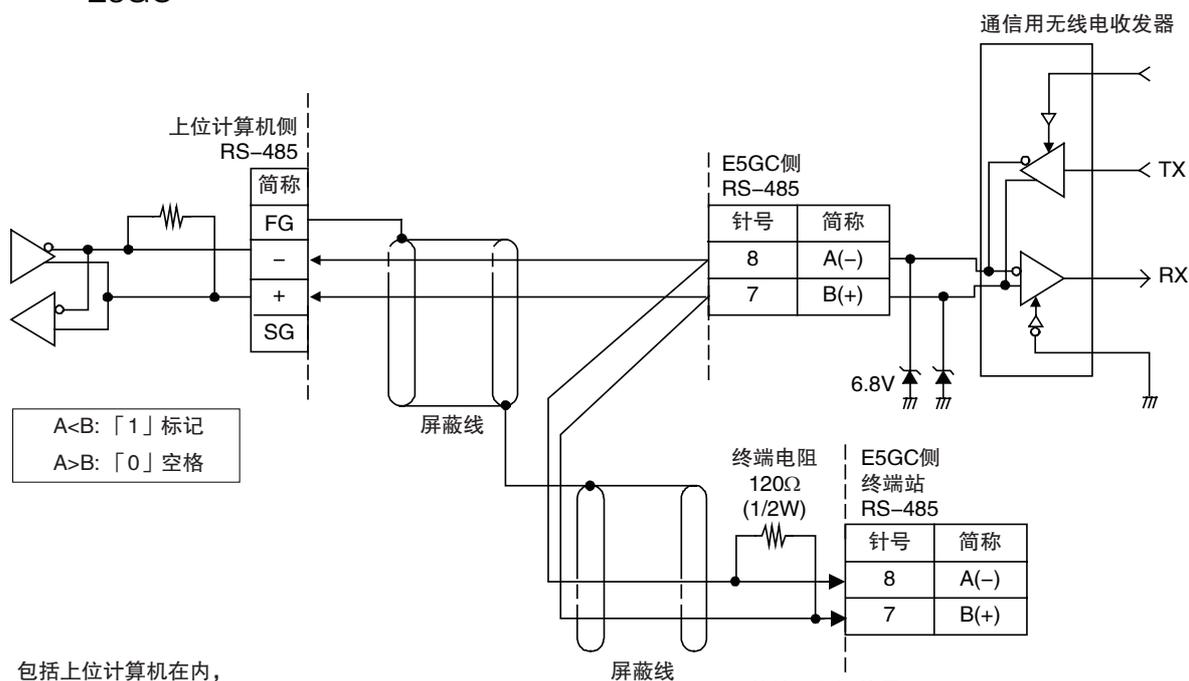 通信用无线电收发器
上位计算机侧
RS-485
简称
FG
-
+
SG
E5GC侧
RS-485
针号 简称
8 A(-)
7 B(+)
TX
RX
6.8V
屏蔽线
A<B:「1」标记
A>B:「0」空格
终端电阻
120Ω
(1/2W)
E5GC侧
终端站
RS-485
针号 简称
8 A(-)
7 B(+)
屏蔽线
包括上位计算机在内，